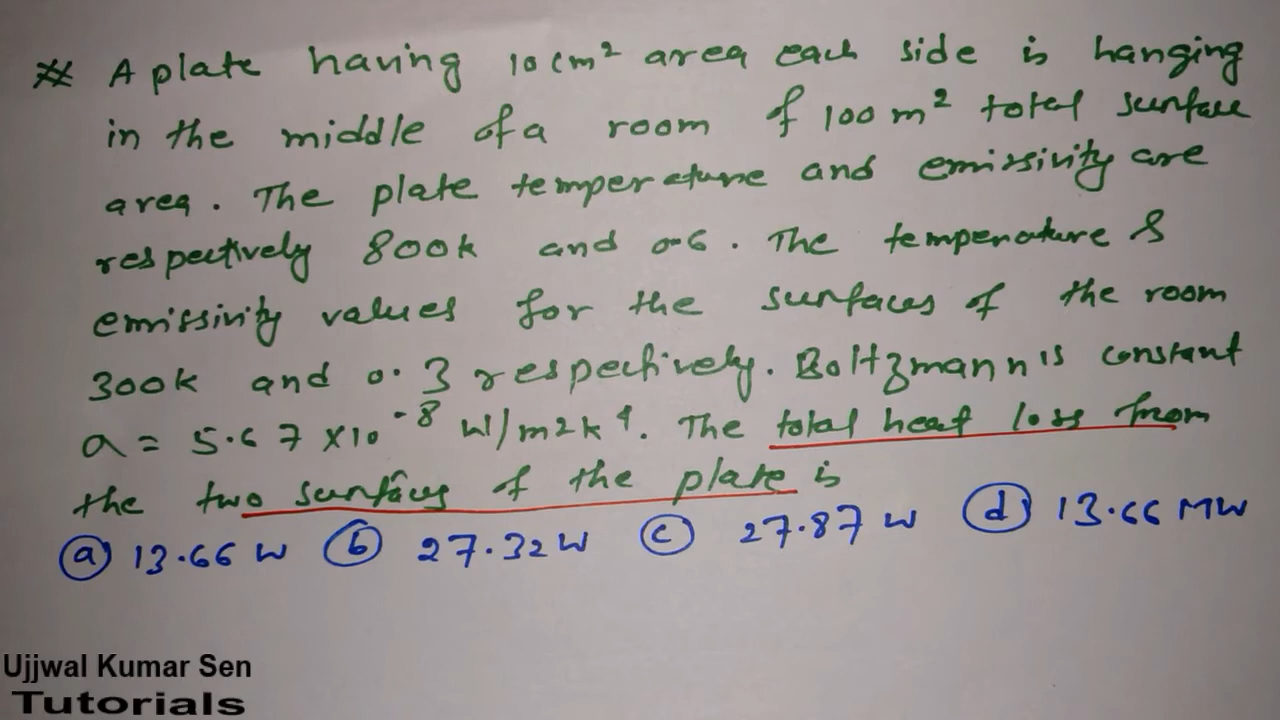 * A plate having 10cm² area each side is hanging
in the middle of a room of 100 m² total surface
area. The plate temperature and emissivity are
respectively 800k and 0.6. The temperature &
emissivity values for the surfaces of the room
300k and 0.3 respectively. Boltzmann's constant
a = 5.67 × 10⁻⁸ W/m2k⁴. The total heat loss from
the two surfaces of the plate is
(a) 13.66 W (b) 27.32 W (c) 27.87 W (d) 13.66 MW
Ujjwal Kumar Sen
Tutorials